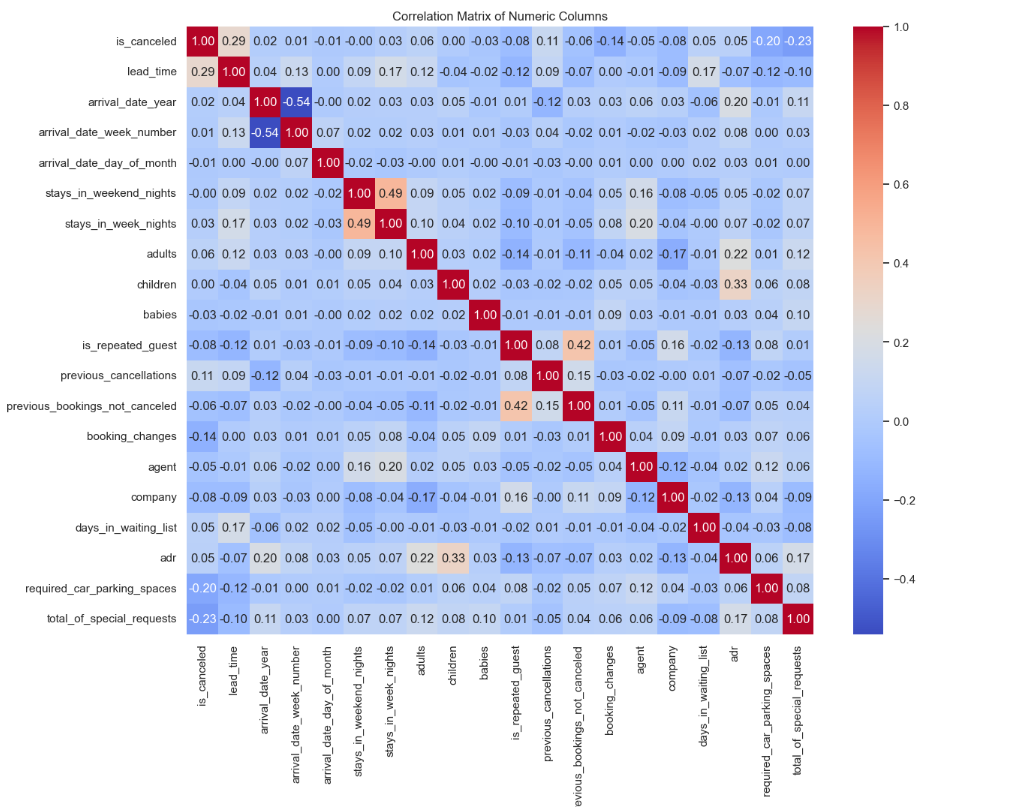 Correlation Matrix of Numeric Columns
is_canceled 1.00 0.29 0.02 0.01 -0.01 -0.00 0.03 0.06 0.00 -0.03 -0.08 0.11 -0.06 -0.14 -0.05 -0.08 0.05 0.05 -0.20 -0.23
lead_time 0.29 1.00 0.04 0.13 0.00 0.09 0.17 0.12 -0.04 -0.02 -0.12 0.09 -0.07 0.00 -0.01 -0.09 0.17 -0.07 -0.12 -0.10
arrival_date_year 0.02 0.04 1.00 -0.54 -0.00 0.02 0.03 0.03 0.05 -0.01 0.01 -0.12 0.03 0.03 0.06 0.03 -0.06 0.20 -0.01 0.11
arrival_date_week_number 0.01 0.13 -0.54 1.00 0.07 0.02 0.02 0.03 0.01 0.01 -0.03 0.04 -0.02 0.01 -0.02 -0.03 0.02 0.08 0.00 0.03
arrival_date_day_of_month -0.01 0.00 -0.00 0.07 1.00 -0.02 -0.03 -0.00 0.01 -0.00 -0.01 -0.03 -0.00 0.01 0.00 0.00 0.02 0.03 0.01 0.00
stays_in_weekend_nights -0.00 0.09 0.02 0.02 -0.02 1.00 0.49 0.09 0.05 0.02 -0.09 -0.01 -0.04 0.05 0.16 -0.08 -0.05 0.05 -0.02 0.07
stays_in_week_nights 0.03 0.17 0.03 0.02 -0.03 0.49 1.00 0.10 0.04 0.02 -0.10 -0.01 -0.05 0.08 0.20 -0.04 -0.00 0.07 -0.02 0.07
adults 0.06 0.12 0.03 0.03 -0.00 0.09 0.10 1.00 0.03 0.02 -0.14 -0.01 -0.11 -0.04 0.02 -0.17 -0.01 0.22 0.01 0.12
children 0.00 -0.04 0.05 0.01 0.01 0.05 0.04 0.03 1.00 0.02 -0.03 -0.02 -0.02 0.05 0.05 -0.04 -0.03 0.33 0.06 0.08
babies -0.03 -0.02 -0.01 0.01 -0.00 0.02 0.02 0.02 0.02 1.00 -0.01 -0.01 -0.01 0.09 0.03 -0.01 -0.01 0.03 0.04 0.10
is_repeated_guest -0.08 -0.12 0.01 -0.03 -0.01 -0.09 -0.10 -0.14 -0.03 -0.01 1.00 0.08 0.42 0.01 -0.05 0.16 -0.02 -0.13 0.08 0.01
previous_cancellations 0.11 0.09 -0.12 0.04 -0.03 -0.01 -0.01 -0.01 -0.02 -0.01 0.08 1.00 0.15 -0.03 -0.02 -0.00 0.01 -0.07 -0.02 -0.05
previous_bookings_not_canceled -0.06 -0.07 0.03 -0.02 -0.00 -0.04 -0.05 -0.11 -0.02 -0.01 0.42 0.15 1.00 0.01 -0.05 0.11 -0.01 -0.07 0.05 0.04
booking_changes -0.14 0.00 0.03 0.01 0.01 0.05 0.08 -0.04 0.05 0.09 0.01 -0.03 0.01 1.00 0.04 0.09 -0.01 0.03 0.07 0.06
agent -0.05 -0.01 0.06 -0.02 0.00 0.16 0.20 0.02 0.05 0.03 -0.05 -0.02 -0.05 0.04 1.00 -0.12 -0.04 0.02 0.12 0.06
company -0.08 -0.09 0.03 -0.03 0.00 -0.08 -0.04 -0.17 -0.04 -0.01 0.16 -0.00 0.11 0.09 -0.12 1.00 -0.02 -0.13 0.04 -0.09
days_in_waiting_list 0.05 0.17 -0.06 0.02 0.02 -0.05 -0.00 -0.01 -0.03 -0.01 -0.02 0.01 -0.01 -0.01 -0.04 -0.02 1.00 -0.04 -0.03 -0.08
adr 0.05 -0.07 0.20 0.08 0.03 0.05 0.07 0.22 0.33 0.03 -0.13 -0.07 -0.07 0.03 0.02 -0.13 -0.04 1.00 0.06 0.17
required_car_parking_spaces -0.20 -0.12 -0.01 0.00 0.01 -0.02 -0.02 0.01 0.06 0.04 0.08 -0.02 0.05 0.07 0.12 0.04 -0.03 0.06 1.00 0.08
total_of_special_requests -0.23 -0.10 0.11 0.03 0.00 0.07 0.07 0.12 0.08 0.10 0.01 -0.05 0.04 0.06 0.06 -0.09 -0.08 0.17 0.08 1.00
is_canceled
lead_time
arrival_date_year
arrival_date_week_number
arrival_date_day_of_month
stays_in_weekend_nights
stays_in_week_nights
adults
children
babies
is_repeated_guest
previous_cancellations
evious_bookings_not_canceled
booking_changes
agent
company
days_in_waiting_list
adr
required_car_parking_spaces
total_of_special_requests
1.0
0.8
0.6
0.4
0.2
0.0
−0.2
−0.4